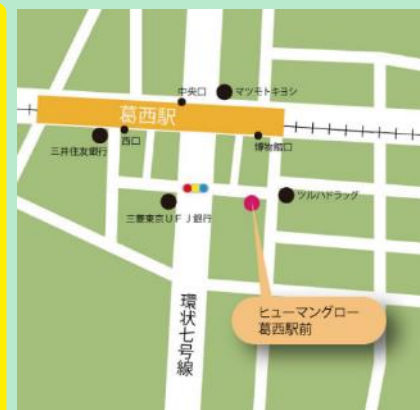 中央口
マツモトキヨシ
葛西駅
西口
博物館口
三井住友銀行
ツルハドラッグ
三菱東京UFJ銀行
環状七号線
ヒューマングロー
葛西駅前